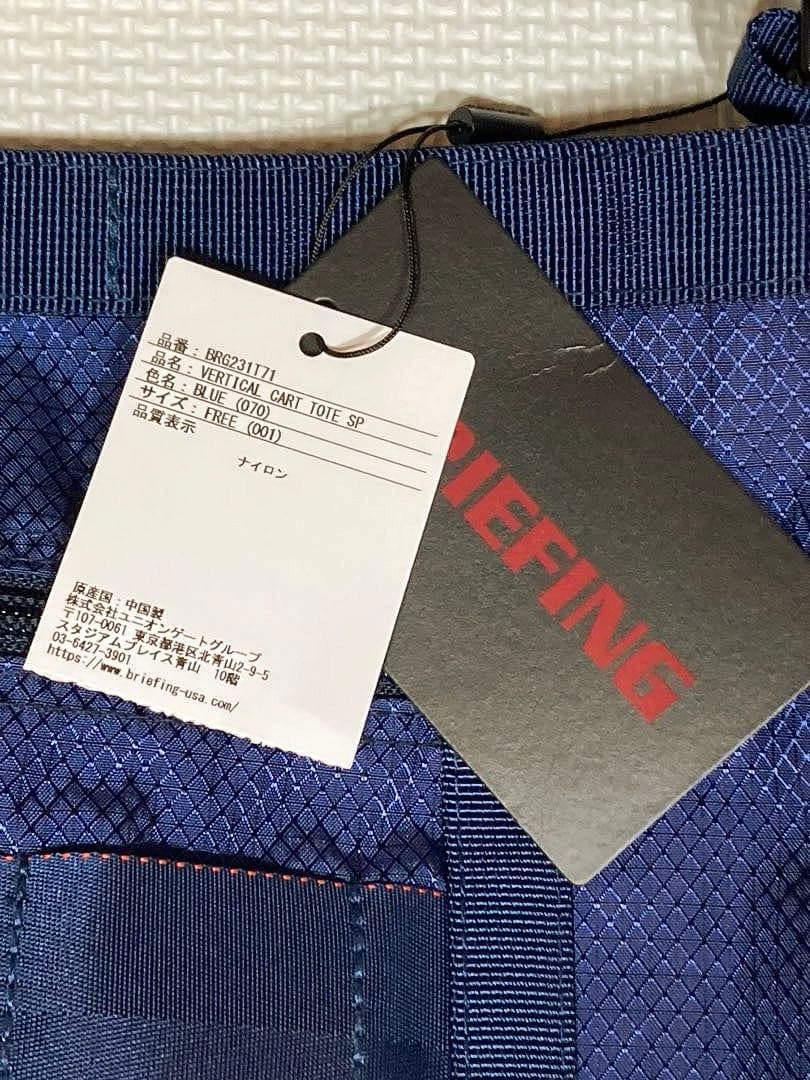 品番: BRG231T71
品名: VERTICAL CART TOTE SP
色名: BLUE (070)
サイズ: FREE (001)
品質表示
ナイロン
原産国: 中国製
株式会社ユニオンゲートグループ
〒107-0061 東京都港区北青山2-9-5
スタジアムプレイス青山 10階
03-6427-3901
https://www.briefing-usa.com/
BRIEFING